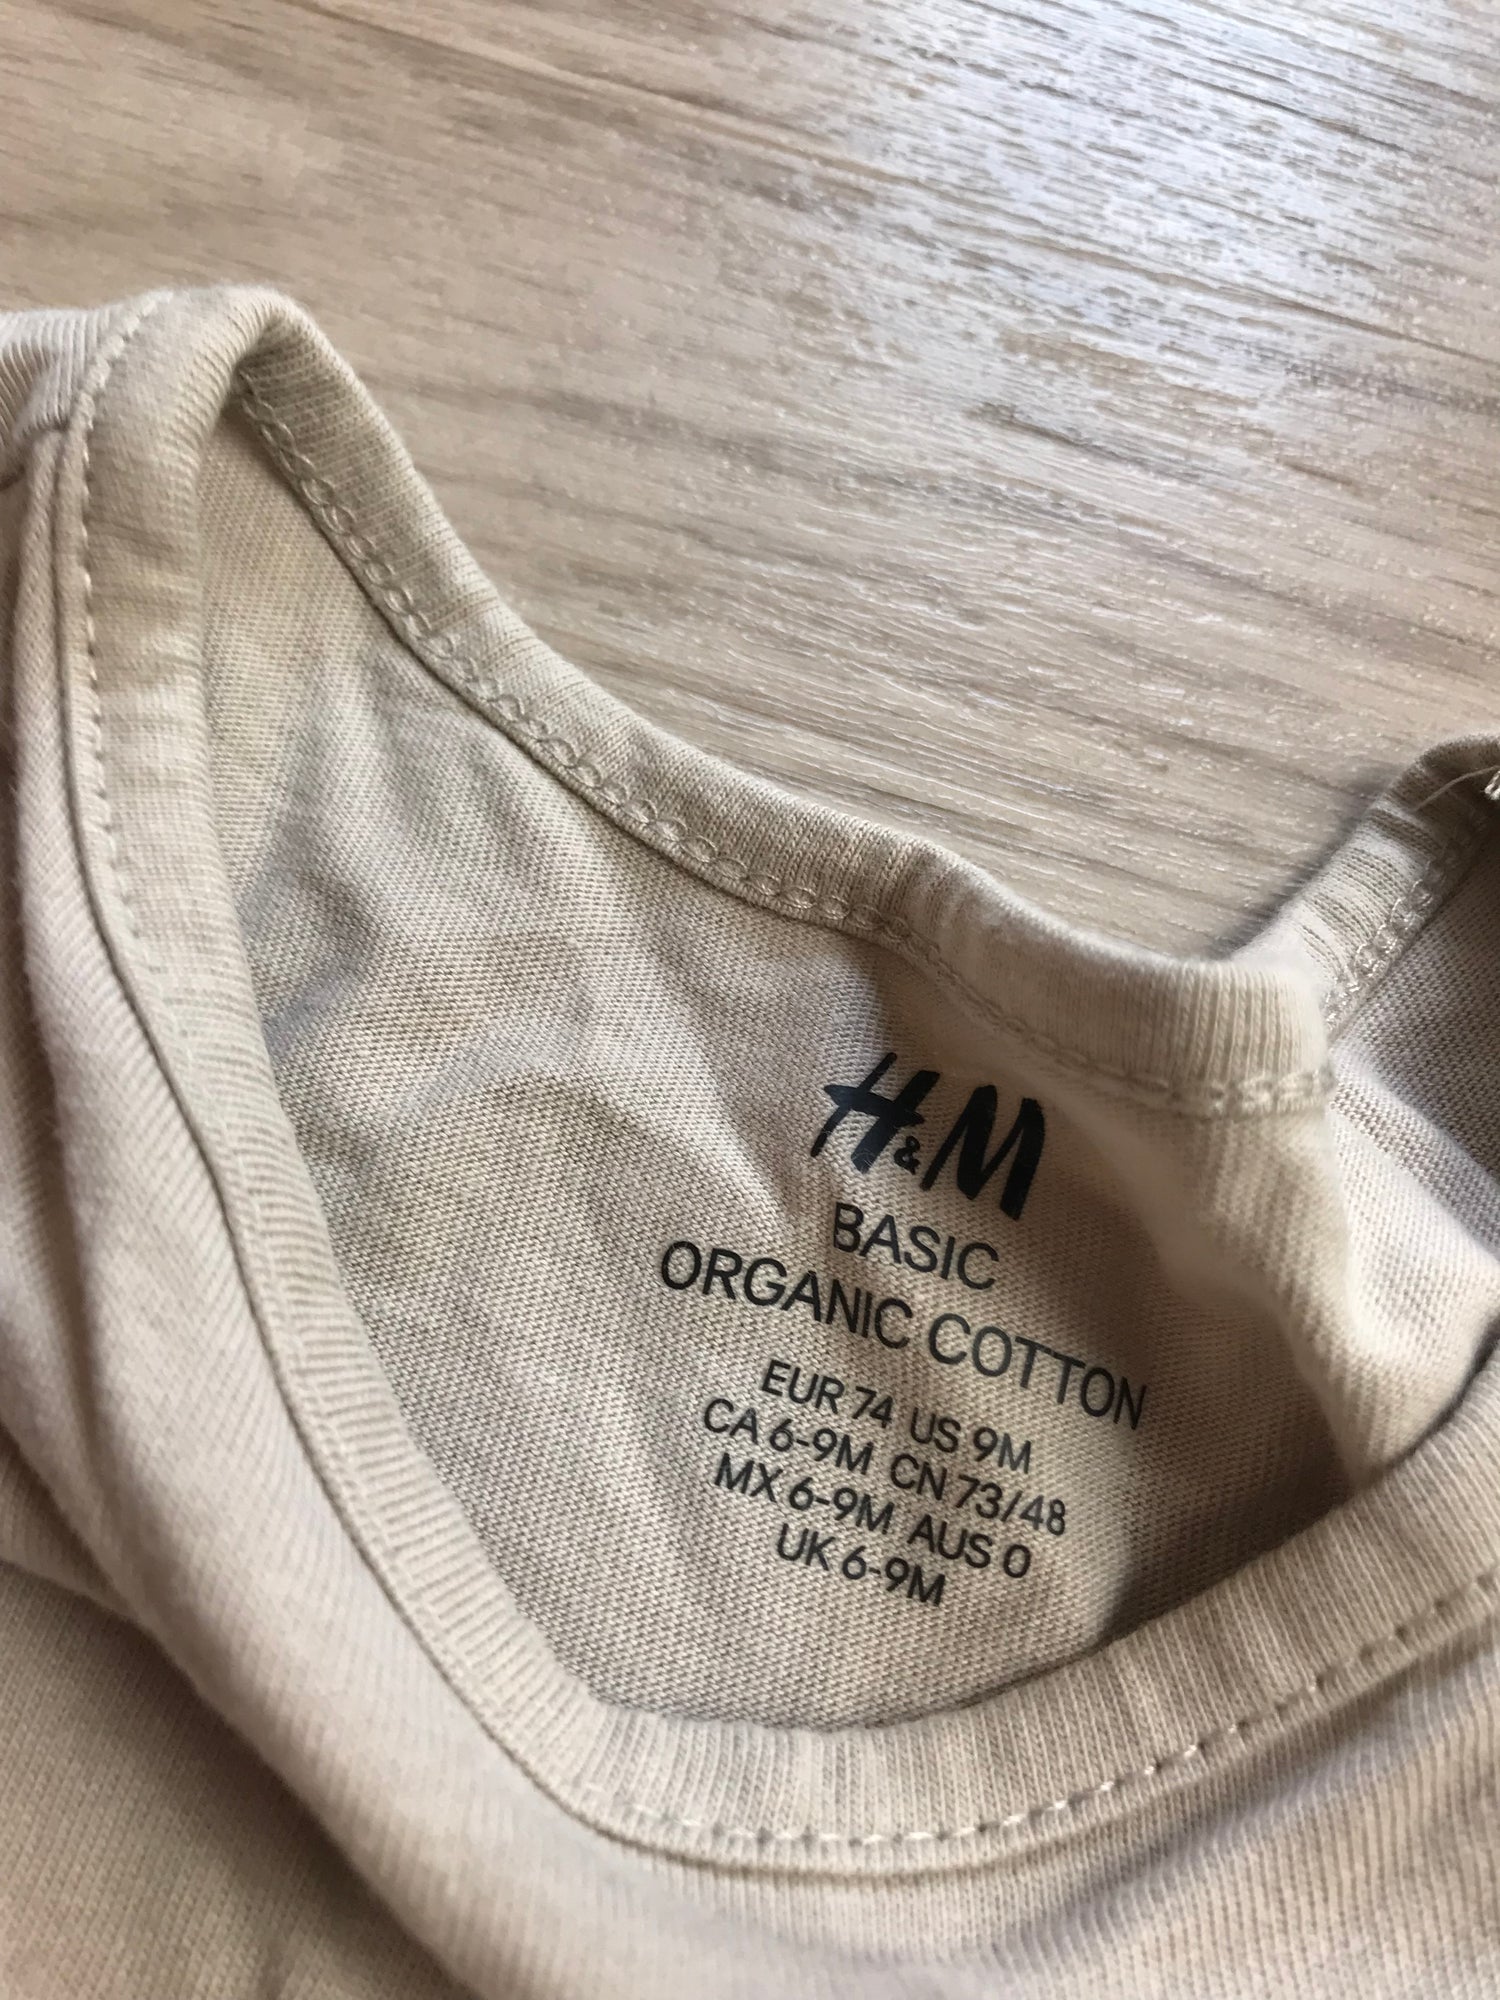 H&M
BASIC
ORGANIC COTTON
EUR 74 US 9M
CA 6-9M CN 73/48
MX 6-9M AUS 0
UK 6-9M